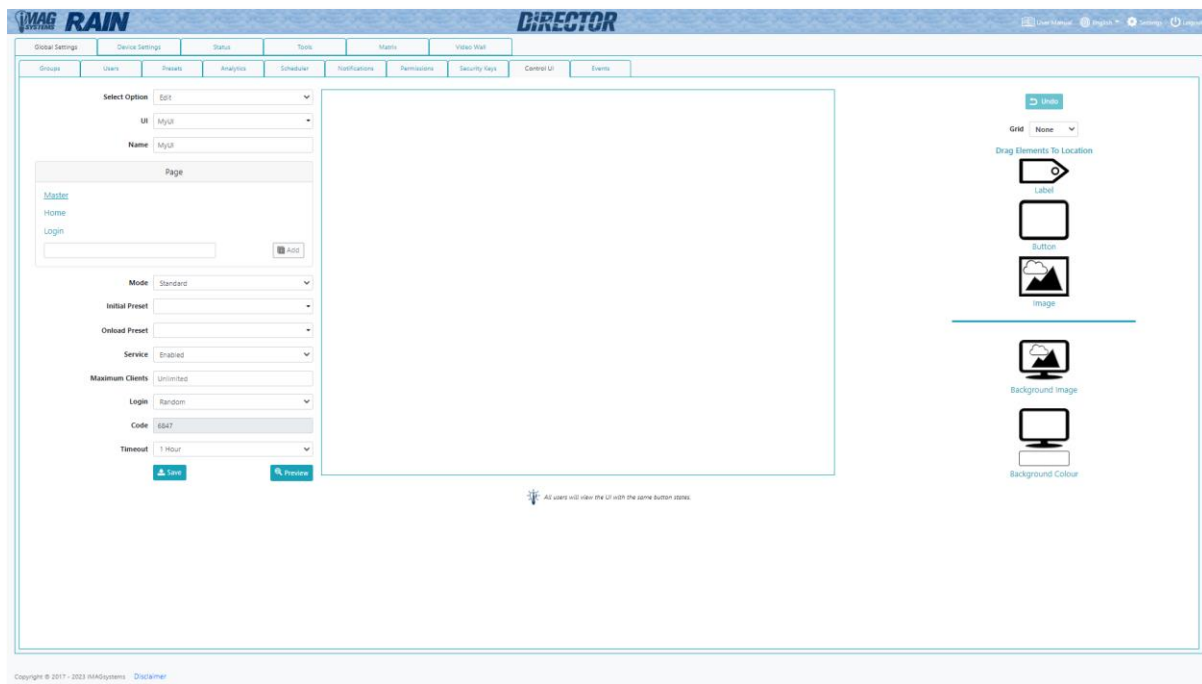 iMAG SYSTEMS RAIN DiRECTOR User Manual English Settings Logout
Global Settings Device Settings Status Tools Matrix Video Wall
Groups Users Presets Analytics Scheduler Notifications Permissions Security Keys Control UI Events
Select Option Edit
UI MyUI
Name MyUI
Page
Master
Home
Login
Add
Mode Standard
Initial Preset
Onload Preset
Service Enabled
Maximum Clients Unlimited
Login Random
Code 6847
Timeout 1 Hour
Save Preview
Undo
Grid None
Drag Elements To Location
Label
Button
Image
Background Image
Background Colour
All users will view the UI with the same button states.
Copyright © 2017 - 2023 IMAGsystems Disclaimer